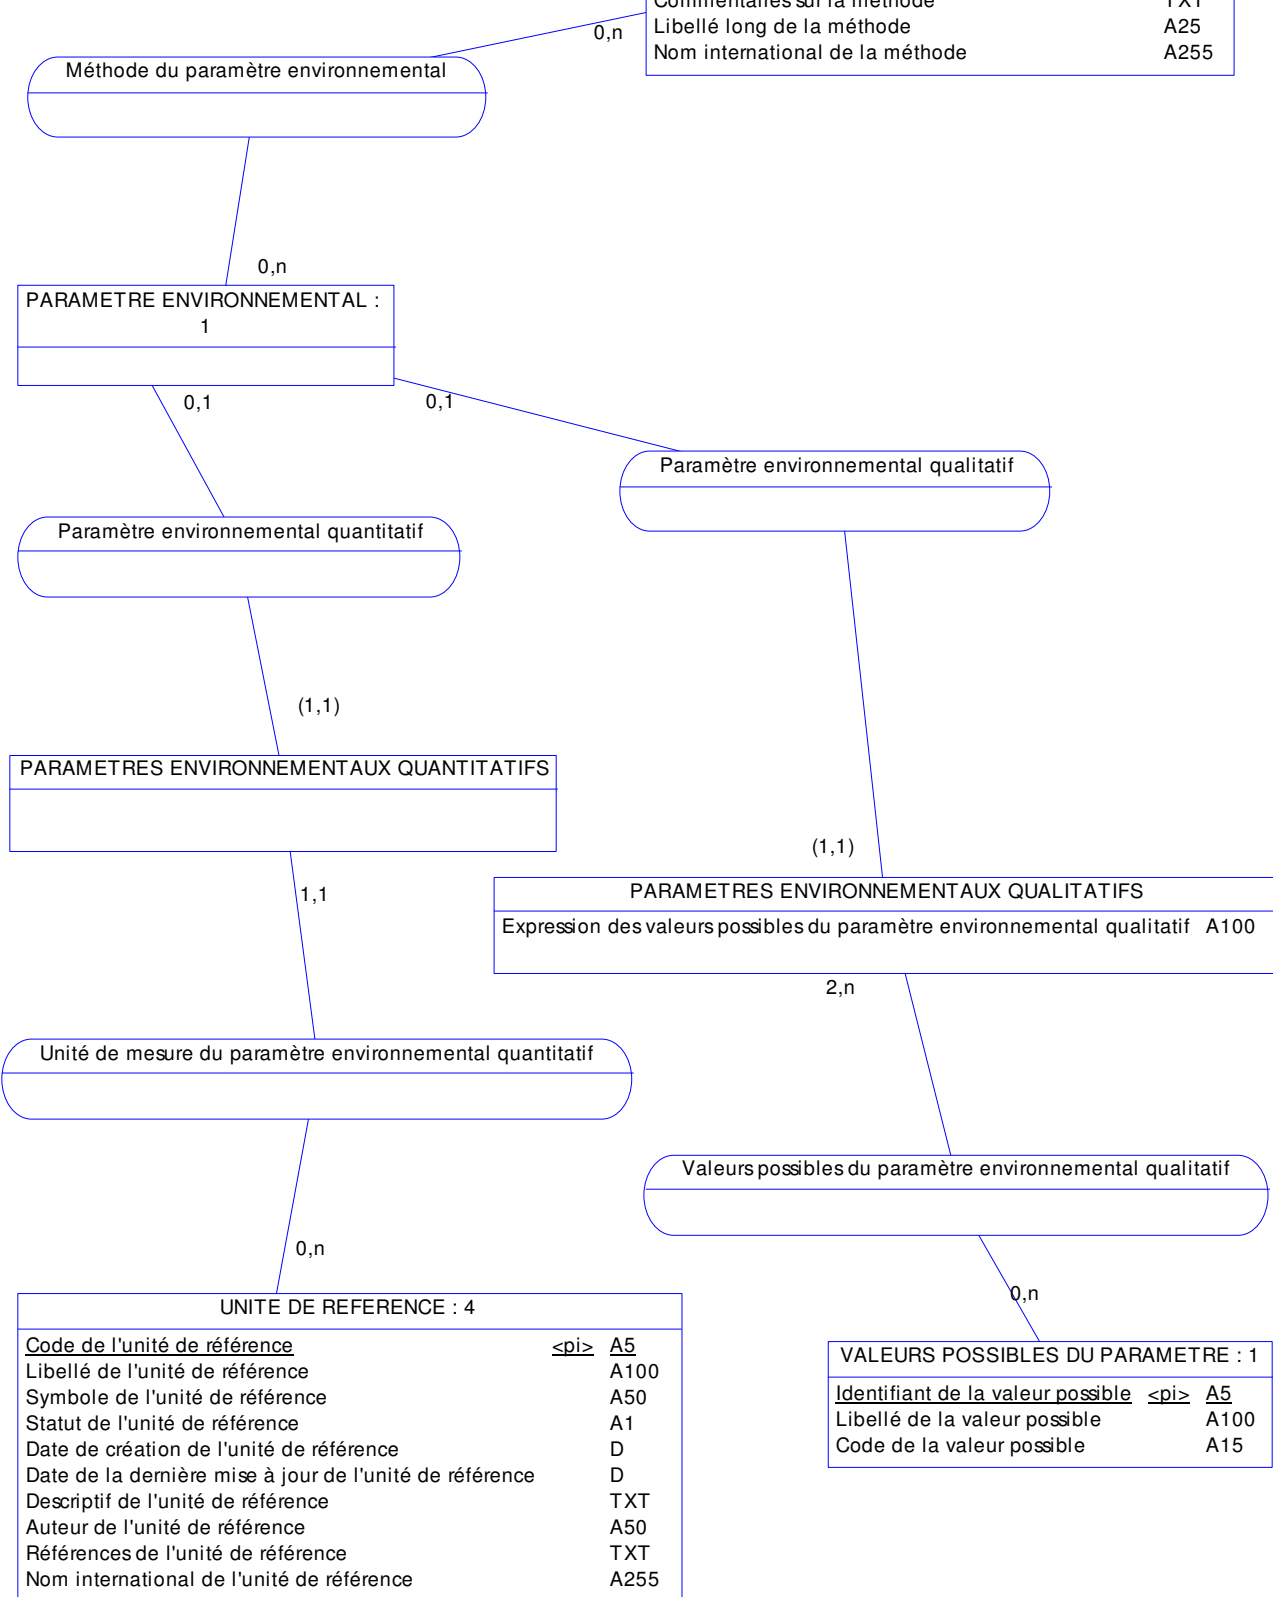 Commentaires sur la méthode TXT
Libellé long de la méthode A25
Nom international de la méthode A255
0,n
Méthode du paramètre environnemental
0,n
PARAMETRE ENVIRONNEMENTAL :
1
0,1
0,1
Paramètre environnemental qualitatif
Paramètre environnemental quantitatif
(1,1)
PARAMETRES ENVIRONNEMENTAUX QUANTITATIFS
(1,1)
1,1
PARAMETRES ENVIRONNEMENTAUX QUALITATIFS
Expression des valeurs possibles du paramètre environnemental qualitatif A100
2,n
Unité de mesure du paramètre environnemental quantitatif
Valeurs possibles du paramètre environnemental qualitatif
0,n
0,n
UNITE DE REFERENCE : 4
Code de l'unité de référence <pi> A5
Libellé de l'unité de référence A100
Symbole de l'unité de référence A50
Statut de l'unité de référence A1
Date de création de l'unité de référence D
Date de la dernière mise à jour de l'unité de référence D
Descriptif de l'unité de référence TXT
Auteur de l'unité de référence A50
Références de l'unité de référence TXT
Nom international de l'unité de référence A255
VALEURS POSSIBLES DU PARAMETRE : 1
Identifiant de la valeur possible <pi> A5
Libellé de la valeur possible A100
Code de la valeur possible A15